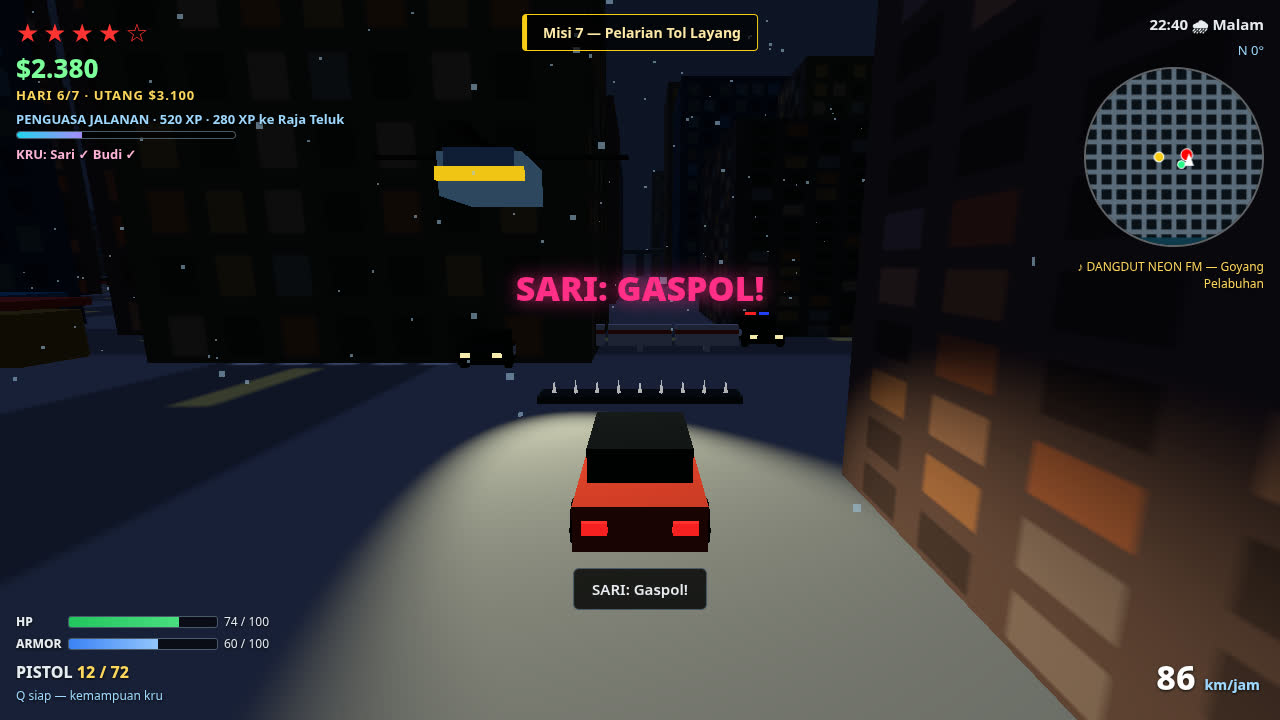 ★★★★☆
$2.380
HARI 6/7 · UTANG $3.100
PENGUASA JALANAN · 520 XP · 280 XP ke Raja Teluk
KRU: Sari ✓ Budi ✓
Misi 7 — Pelarian Tol Layang
22:40 🌧 Malam
N 0°
♪ DANGDUT NEON FM — Goyang
Pelabuhan
SARI: GASPOL!
SARI: Gaspol!
HP 74 / 100
ARMOR 60 / 100
PISTOL 12 / 72
Q siap — kemampuan kru
86 km/jam